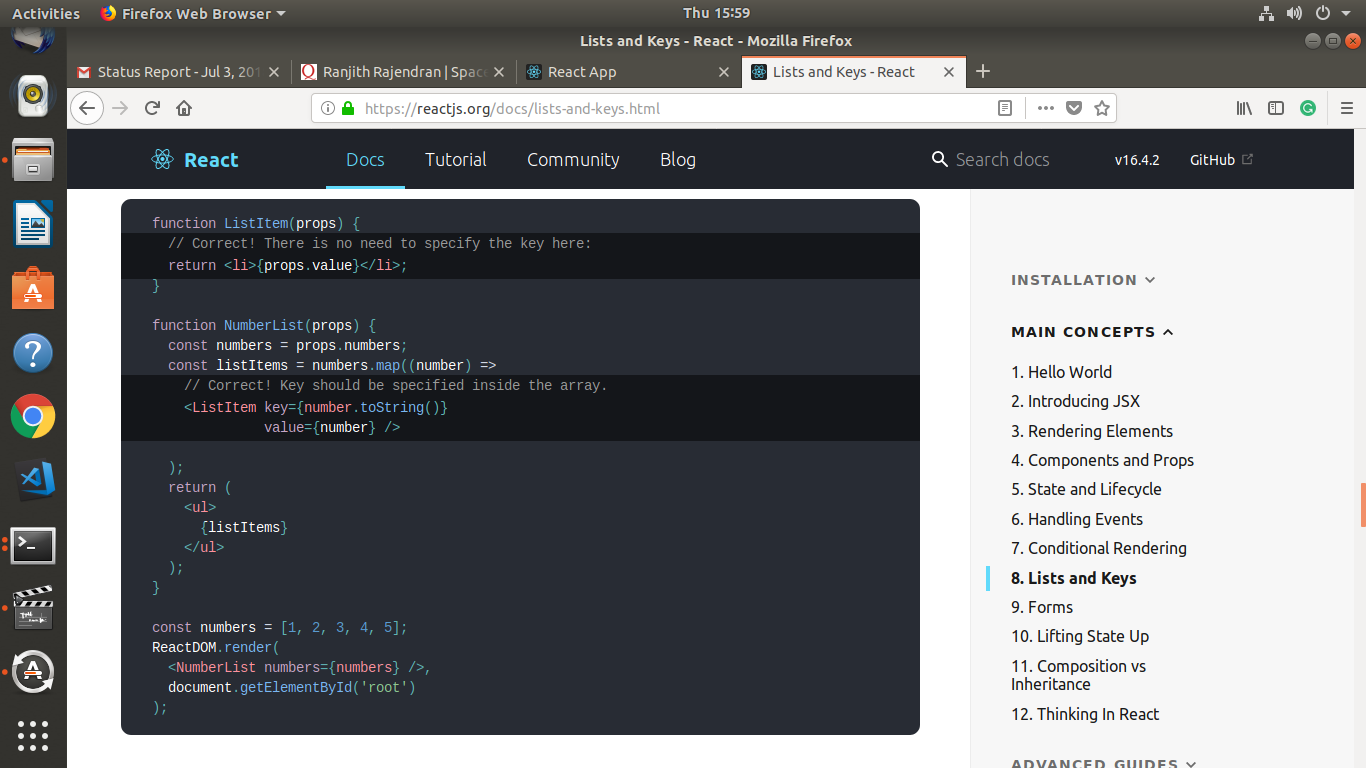 Activities Firefox Web Browser Thu 15:59
Lists and Keys - React - Mozilla Firefox
Status Report - Jul 3, 201 Ranjith Rajendran | Spac React App Lists and Keys - React
https://reactjs.org/docs/lists-and-keys.html
React Docs Tutorial Community Blog Search docs v16.4.2 GitHub
function ListItem(props) {
  // Correct! There is no need to specify the key here:
  return <li>{props.value}</li>;
}
function NumberList(props) {
  const numbers = props.numbers;
  const listItems = numbers.map((number) =>
    // Correct! Key should be specified inside the array.
    <ListItem key={number.toString()}
              value={number} />
  );
  return (
    <ul>
      {listItems}
    </ul>
  );
}
const numbers = [1, 2, 3, 4, 5];
ReactDOM.render(
  <NumberList numbers={numbers} />,
  document.getElementById('root')
);
INSTALLATION
MAIN CONCEPTS
1. Hello World
2. Introducing JSX
3. Rendering Elements
4. Components and Props
5. State and Lifecycle
6. Handling Events
7. Conditional Rendering
8. Lists and Keys
9. Forms
10. Lifting State Up
11. Composition vs
Inheritance
12. Thinking In React
ADVANCED GUIDES